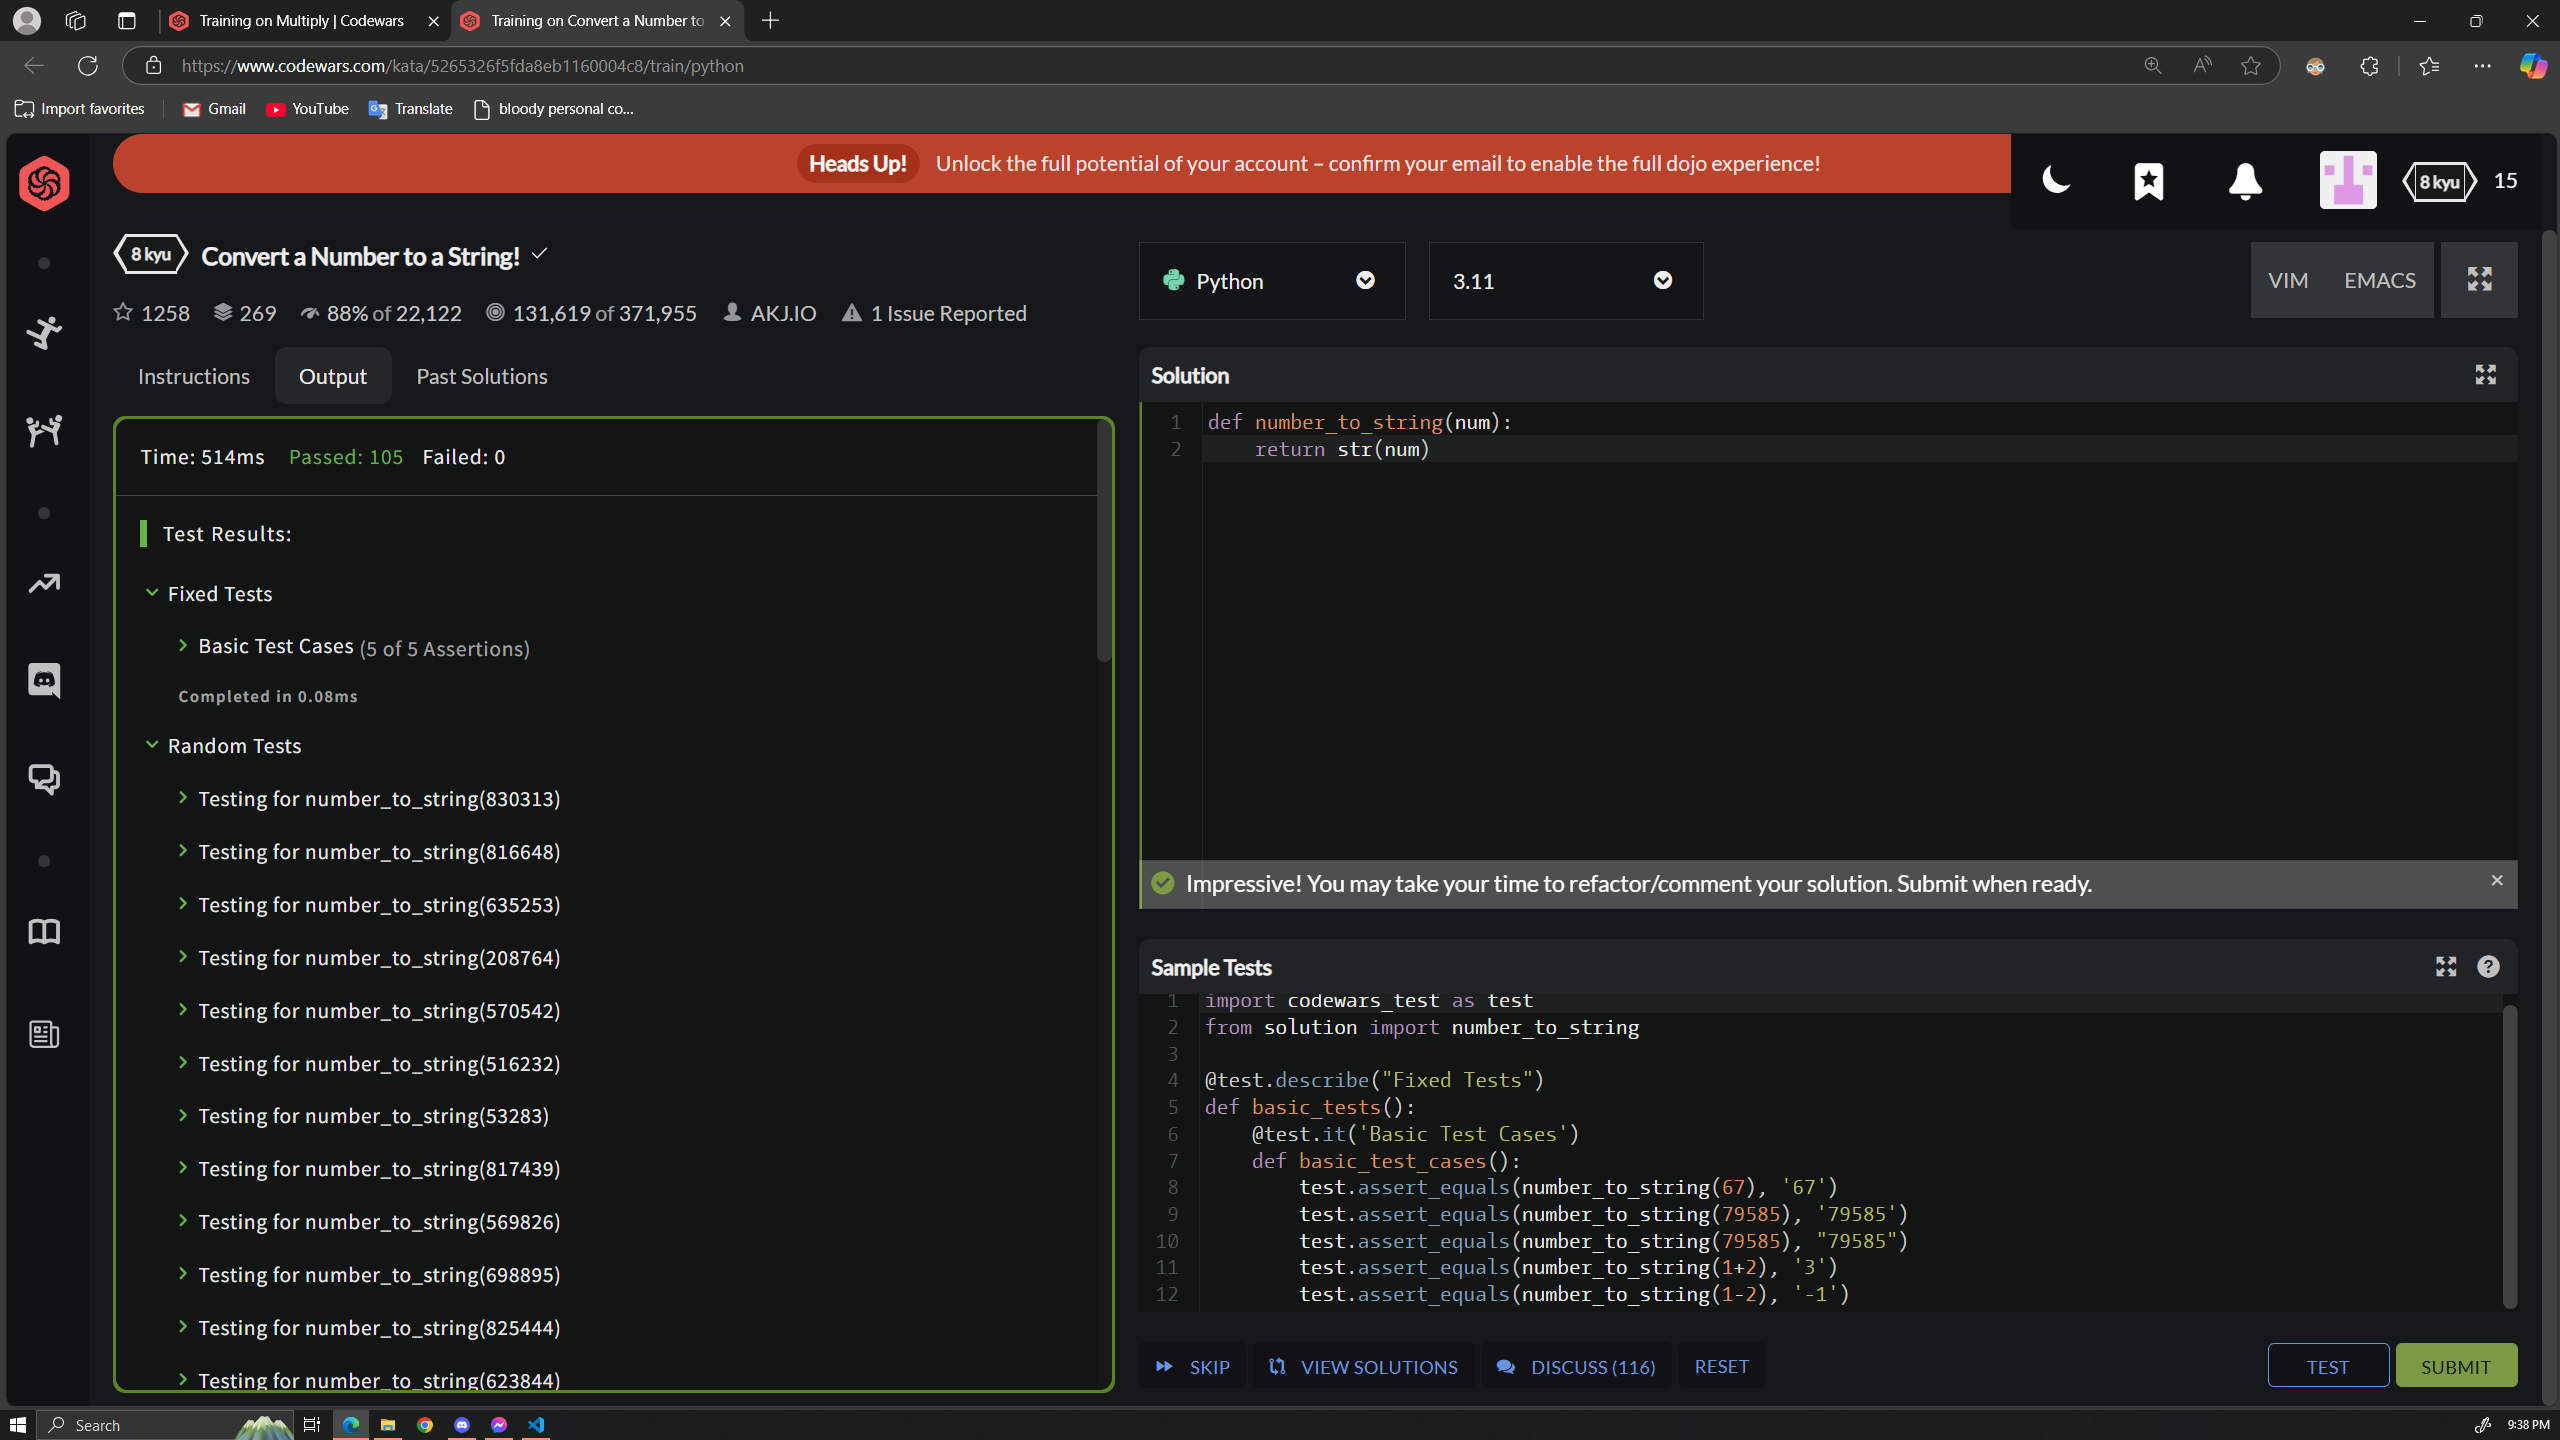 Training on Multiply | Codewars
Training on Convert a Number to
https://www.codewars.com/kata/5265326f5fda8eb1160004c8/train/python
Import favorites
Gmail
YouTube
Translate
bloody personal co...
Heads Up! Unlock the full potential of your account – confirm your email to enable the full dojo experience!
8 kyu 15
8 kyu Convert a Number to a String!
1258 269 88% of 22,122 131,619 of 371,955 AKJ.IO 1 Issue Reported
Python
3.11
VIM EMACS
Instructions Output Past Solutions
Time: 514ms Passed: 105 Failed: 0
Test Results:
Fixed Tests
Basic Test Cases (5 of 5 Assertions)
Completed in 0.08ms
Random Tests
Testing for number_to_string(830313)
Testing for number_to_string(816648)
Testing for number_to_string(635253)
Testing for number_to_string(208764)
Testing for number_to_string(570542)
Testing for number_to_string(516232)
Testing for number_to_string(53283)
Testing for number_to_string(817439)
Testing for number_to_string(569826)
Testing for number_to_string(698895)
Testing for number_to_string(825444)
Testing for number_to_string(623844)
Solution
1 def number_to_string(num):
2     return str(num)
Impressive! You may take your time to refactor/comment your solution. Submit when ready.
Sample Tests
1 import codewars_test as test
2 from solution import number_to_string
3
4 @test.describe("Fixed Tests")
5 def basic_tests():
6     @test.it('Basic Test Cases')
7     def basic_test_cases():
8         test.assert_equals(number_to_string(67), '67')
9         test.assert_equals(number_to_string(79585), '79585')
10         test.assert_equals(number_to_string(79585), "79585")
11         test.assert_equals(number_to_string(1+2), '3')
12         test.assert_equals(number_to_string(1-2), '-1')
SKIP VIEW SOLUTIONS DISCUSS (116) RESET
TEST SUBMIT
Search
9:38 PM